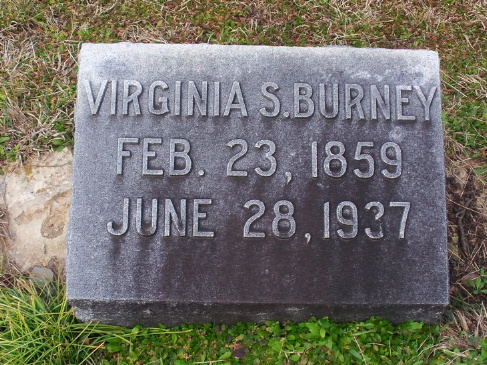 VIRGINIA S. BURNEY
FEB. 23, 1859
JUNE 28, 1937